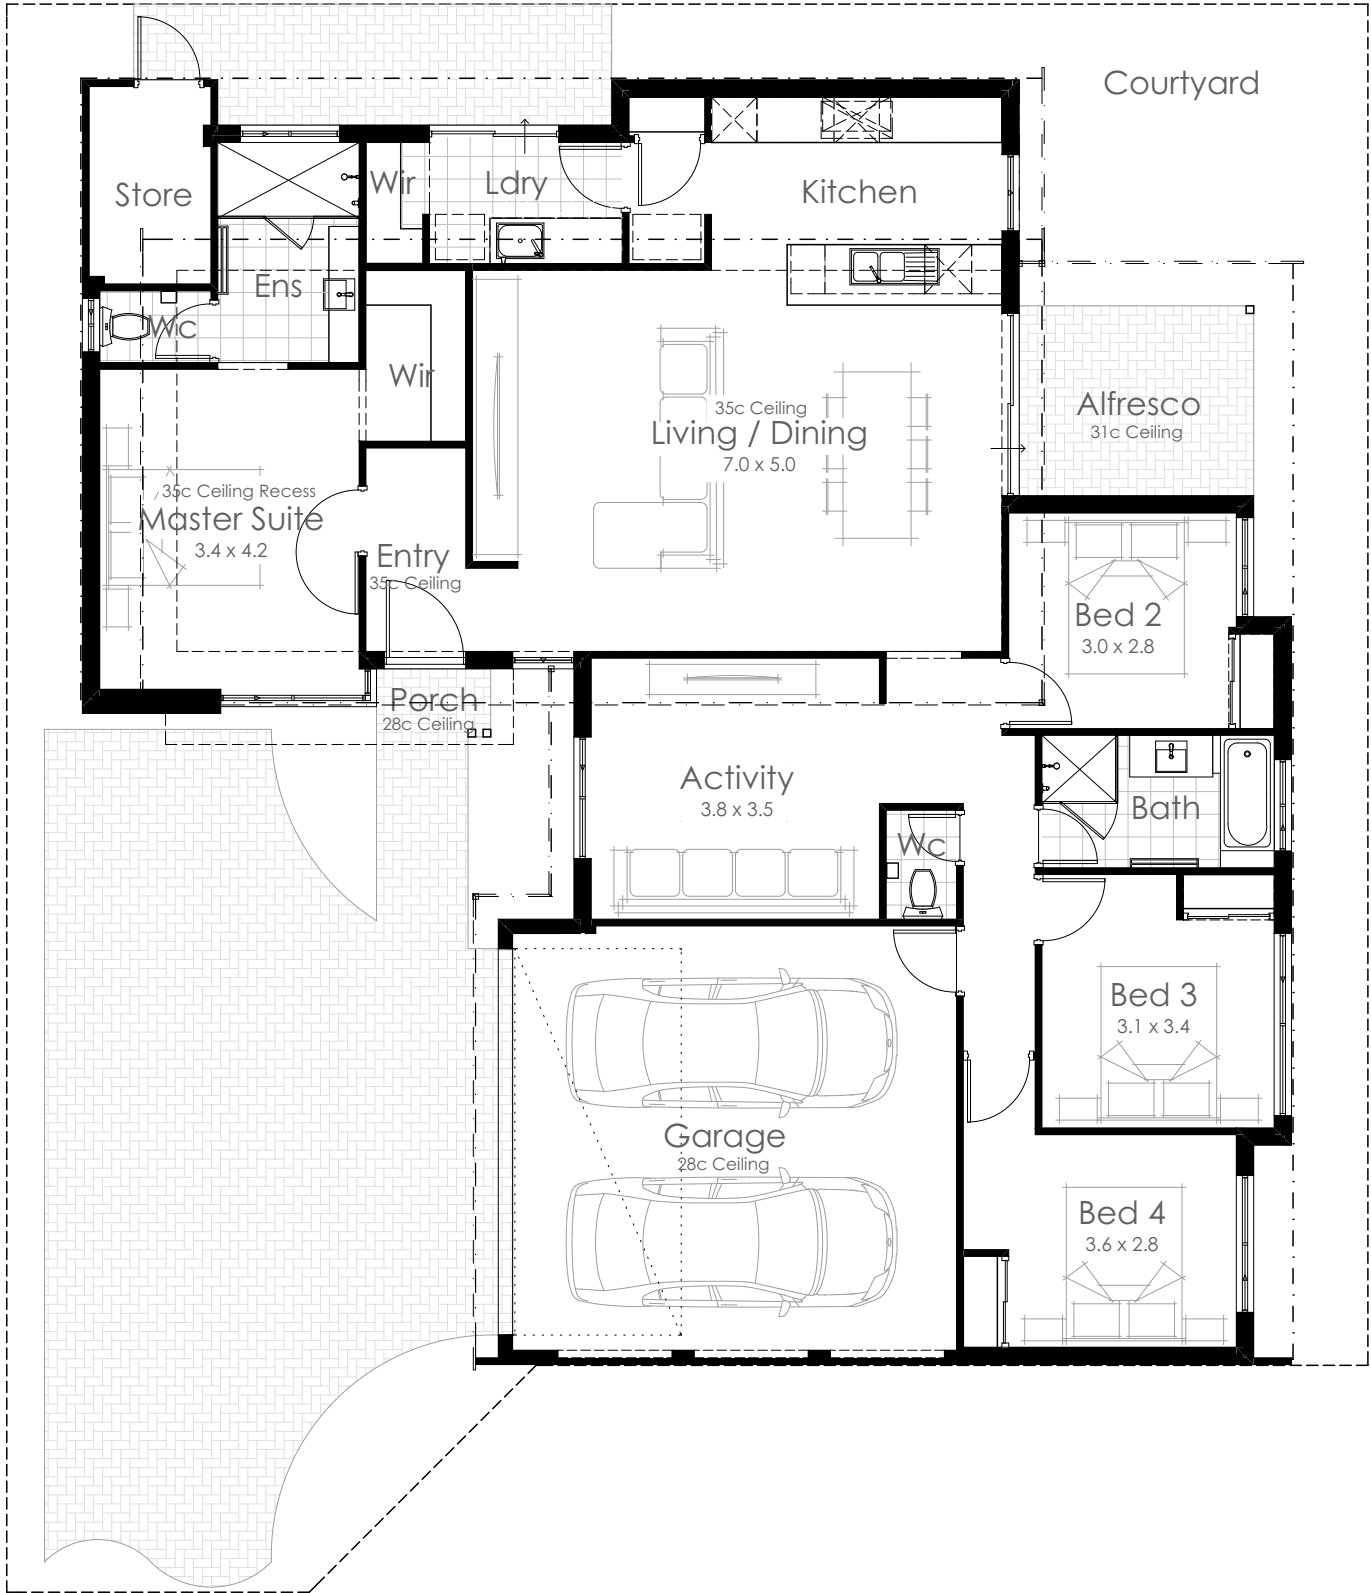 Courtyard
Store
Wir
Ldry
Kitchen
Ens
Wc
Wir
35c Ceiling
Living / Dining
7.0 x 5.0
Alfresco
31c Ceiling
35c Ceiling Recess
Master Suite
3.4 x 4.2
Entry
35c Ceiling
Bed 2
3.0 x 2.8
Porch
28c Ceiling
Activity
3.8 x 3.5
Wc
Bath
Bed 3
3.1 x 3.4
Garage
28c Ceiling
Bed 4
3.6 x 2.8